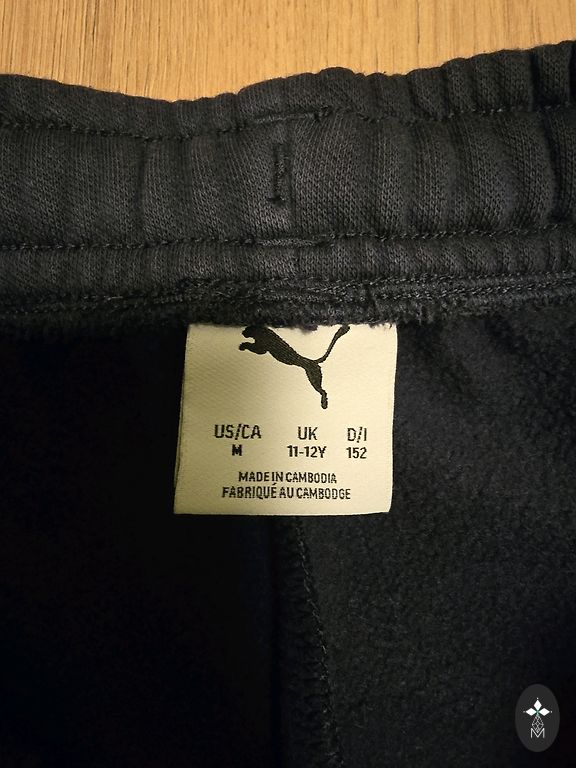 US/CA UK D/I
M 11-12Y 152
MADE IN CAMBODIA
FABRIQUÉ AU CAMBODGE
M